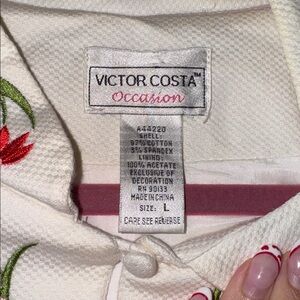 VICTOR COSTA™
Occasion
A44220
SHELL:
97% COTTON
3% SPANDEX
LINING:
100% ACETATE
EXCLUSIVE OF
DECORATION
RN 90133
MADE IN CHINA
SIZE: L
CARE SEE REVERSE